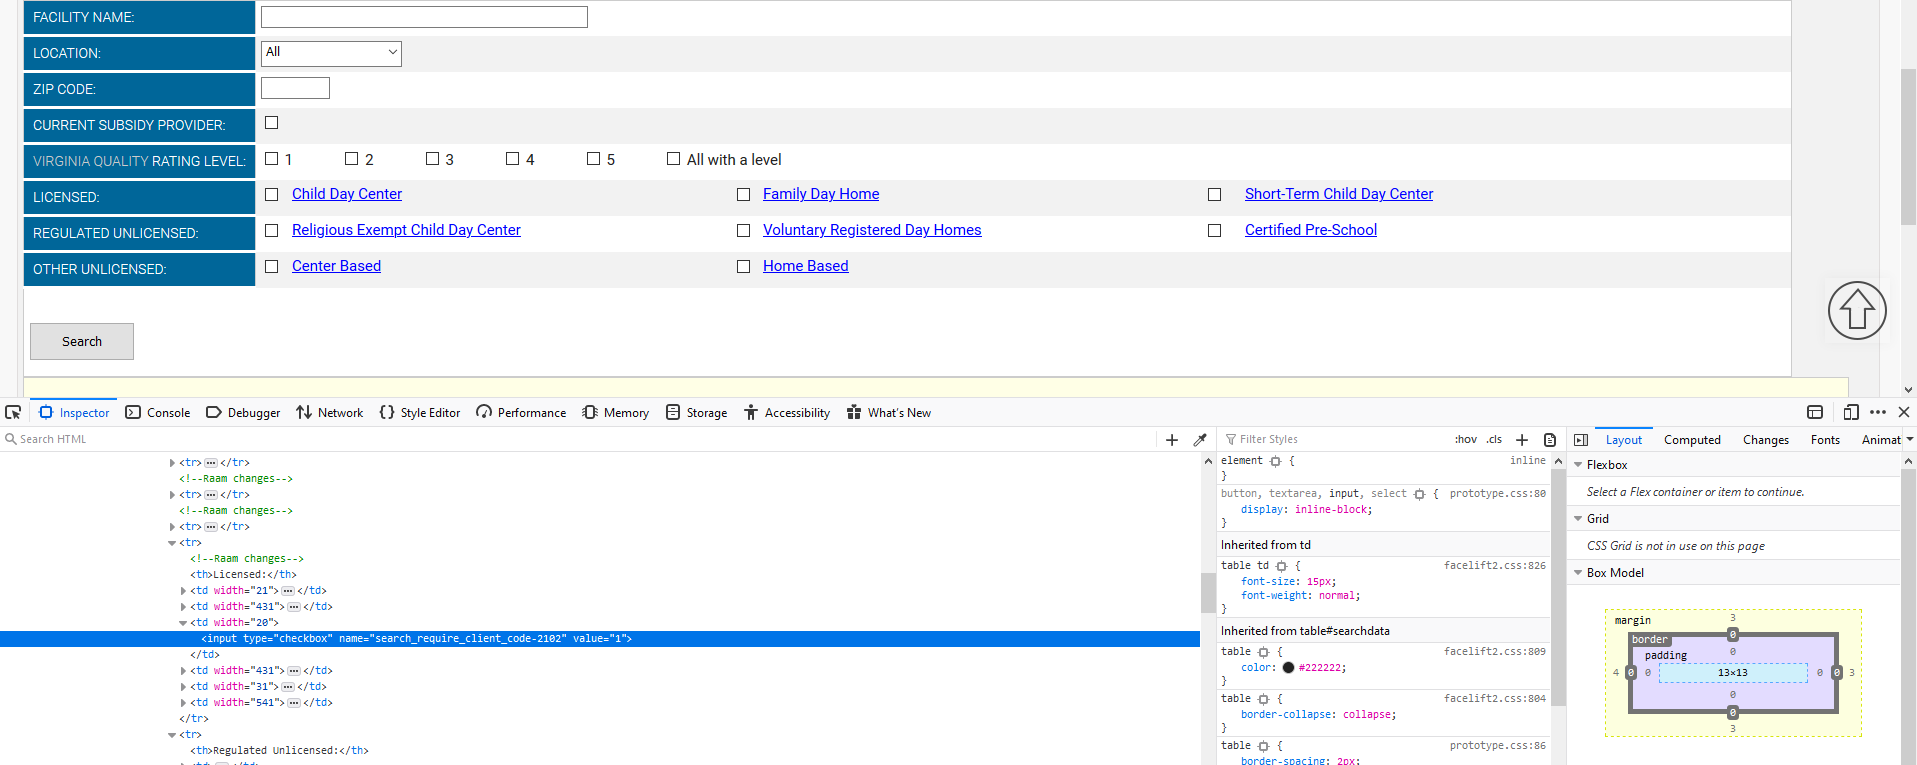 FACILITY NAME:
LOCATION: All
ZIP CODE:
CURRENT SUBSIDY PROVIDER:
VIRGINIA QUALITY RATING LEVEL: 1 2 3 4 5 All with a level
LICENSED: Child Day Center Family Day Home Short-Term Child Day Center
REGULATED UNLICENSED: Religious Exempt Child Day Center Voluntary Registered Day Homes Certified Pre-School
OTHER UNLICENSED: Center Based Home Based
Search
Inspector Console Debugger Network Style Editor Performance Memory Storage Accessibility What's New
Search HTML
<tr> </tr>
<!--Raam changes-->
<tr> </tr>
<!--Raam changes-->
<tr> </tr>
<tr>
<!--Raam changes-->
<th>Licensed:</th>
<td width="21"> </td>
<td width="431"> </td>
<td width="20">
<input type="checkbox" name="search_require_client_code-2102" value="1">
</td>
<td width="431"> </td>
<td width="31"> </td>
<td width="541"> </td>
</tr>
<tr>
<th>Regulated Unlicensed:</th>
Filter Styles :hov .cls
element { inline
}
button, textarea, input, select { prototype.css:80
display: inline-block;
}
Inherited from td
table td { facelift2.css:826
font-size: 15px;
font-weight: normal;
}
Inherited from table#searchdata
table { facelift2.css:809
color: #222222;
}
table { facelift2.css:804
border-collapse: collapse;
}
table { prototype.css:86
border-spacing: 2px;
Layout Computed Changes Fonts Animat
Flexbox
Select a Flex container or item to continue.
Grid
CSS Grid is not in use on this page
Box Model
margin 3
border 0
padding 0
4 0 0 13×13 0 0 3
0
0
3